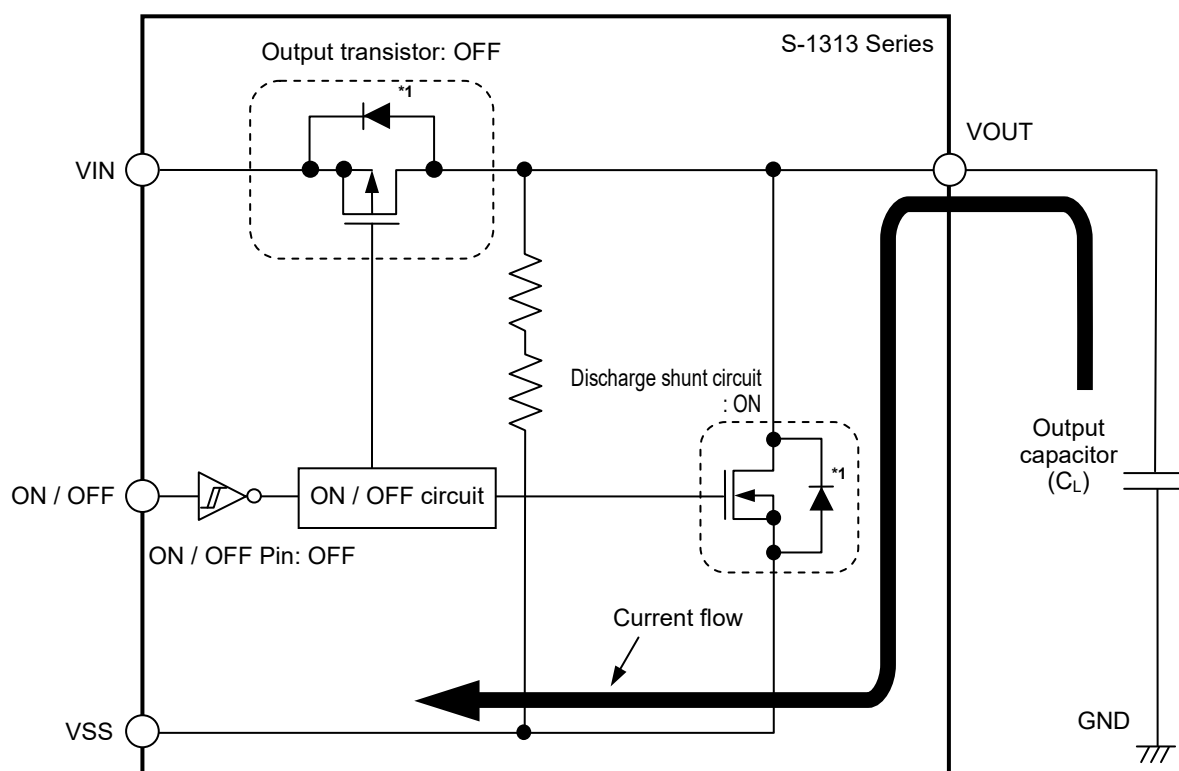 S-1313 Series
Output transistor: OFF
*1
VOUT
VIN
Discharge shunt circuit
: ON
*1
Output
capacitor
(CL)
ON / OFF
ON / OFF circuit
ON / OFF Pin: OFF
Current flow
GND
VSS